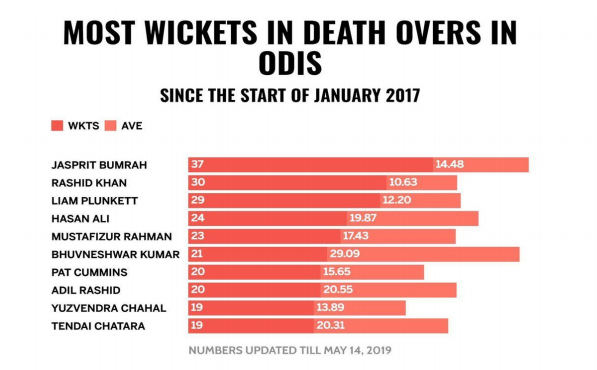 MOST WICKETS IN DEATH OVERS IN
ODIS
SINCE THE START OF JANUARY 2017
WKTS AVE
JASPRIT BUMRAH 37 14.48
RASHID KHAN 30 10.63
LIAM PLUNKETT 29 12.20
HASAN ALI 24 19.87
MUSTAFIZUR RAHMAN 23 17.43
BHUVNESHWAR KUMAR 21 29.09
PAT CUMMINS 20 15.65
ADIL RASHID 20 20.55
YUZVENDRA CHAHAL 19 13.89
TENDAI CHATARA 19 20.31
NUMBERS UPDATED TILL MAY 14, 2019